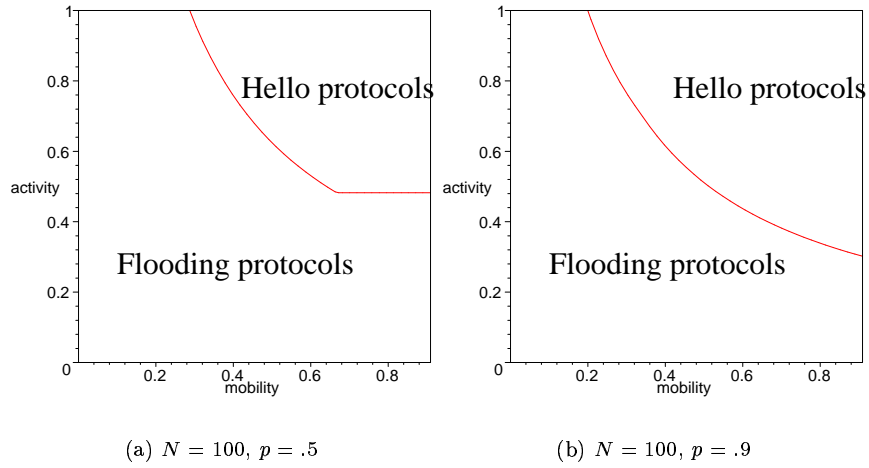 1
0.8
0.6
activity
0.4
0.2
0
0.2
0.4
0.6
0.8
mobility
Hello protocols
Flooding protocols
(a) N = 100, p = .5
1
0.8
0.6
activity
0.4
0.2
0
0.2
0.4
0.6
0.8
mobility
Hello protocols
Flooding protocols
(b) N = 100, p = .9